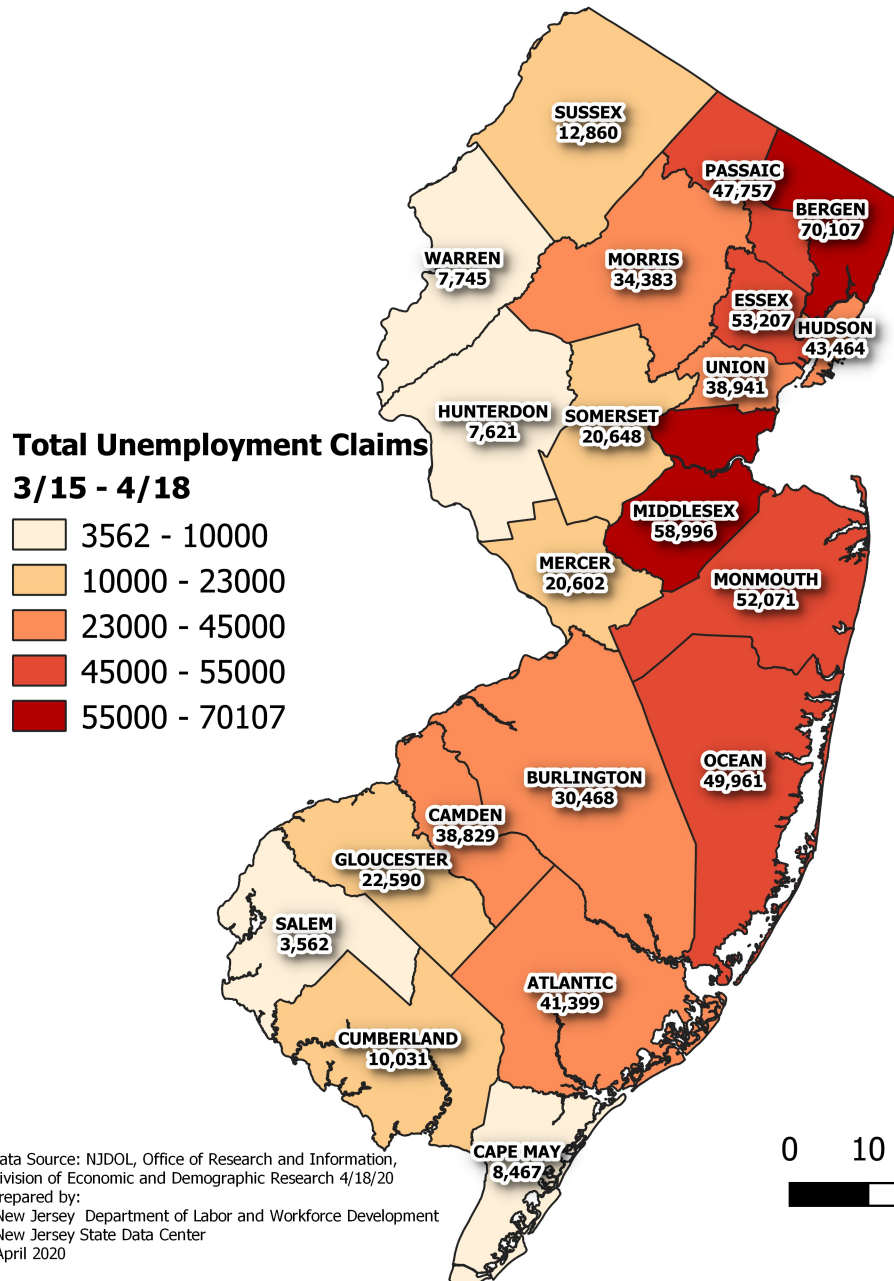 SUSSEX
12,860
PASSAIC
47,757
BERGEN
70,107
WARREN
7,745
MORRIS
34,383
ESSEX
53,207
HUDSON
43,464
UNION
38,941
HUNTERDON
7,621
SOMERSET
20,648
Total Unemployment Claims
3/15 - 4/18
3562 - 10000
10000 - 23000
23000 - 45000
45000 - 55000
55000 - 70107
MIDDLESEX
58,996
MERCER
20,602
MONMOUTH
52,071
OCEAN
49,961
BURLINGTON
30,468
CAMDEN
38,829
GLOUCESTER
22,590
SALEM
3,562
ATLANTIC
41,399
CUMBERLAND
10,031
CAPE MAY
8,467
0 10
ata Source: NJDOL, Office of Research and Information,
ivision of Economic and Demographic Research 4/18/20
repared by:
New Jersey Department of Labor and Workforce Development
New Jersey State Data Center
April 2020